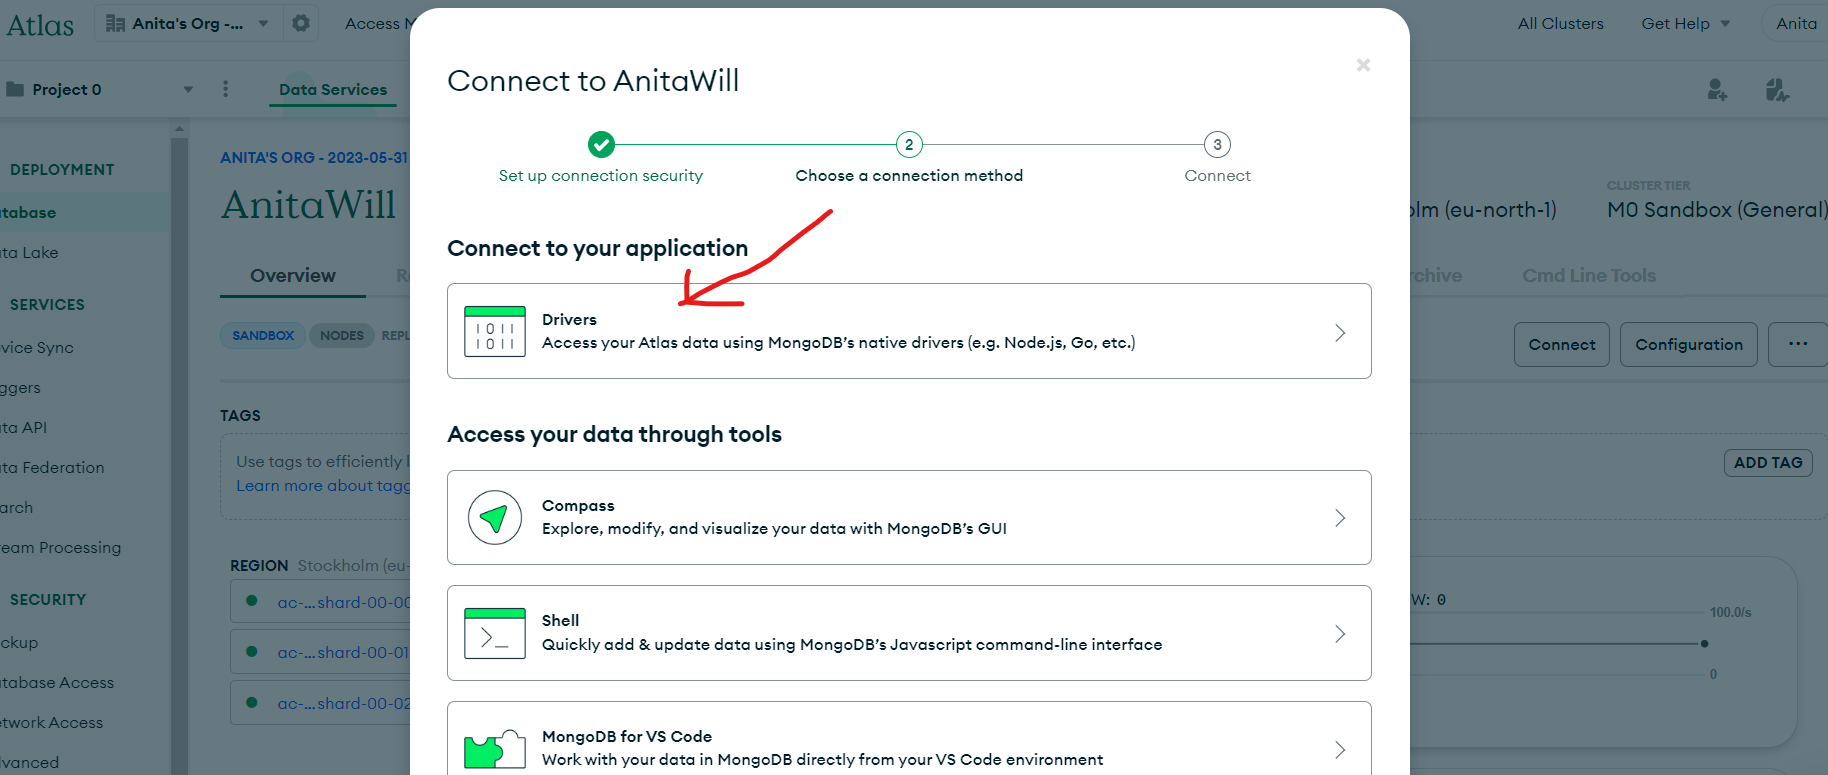 Atlas
Anita's Org -...
Access M
All Clusters
Get Help
Anita
Project 0
Data Services
DEPLOYMENT
tabase
ta Lake
SERVICES
vice Sync
ggers
ta API
ta Federation
arch
ream Processing
SECURITY
ckup
tabase Access
etwork Access
lvanced
ANITA'S ORG - 2023-05-31
AnitaWill
Overview
R
SANDBOX
NODES
REPL
TAGS
Use tags to efficiently l
Learn more about tagg
REGION Stockholm (eu-
ac-...shard-00-00
ac-...shard-00-01
ac-...shard-00-02
Connect to AnitaWill
2
3
Set up connection security
Choose a connection method
Connect
Connect to your application
1011
1011
Drivers
Access your Atlas data using MongoDB's native drivers (e.g. Node.js, Go, etc.)
Access your data through tools
Compass
Explore, modify, and visualize your data with MongoDB's GUI
Shell
Quickly add & update data using MongoDB's Javascript command-line interface
MongoDB for VS Code
Work with your data in MongoDB directly from your VS Code environment
CLUSTER TIER
olm (eu-north-1)
M0 Sandbox (General)
rchive
Cmd Line Tools
Connect
Configuration
...
ADD TAG
W: 0
100.0/s
0